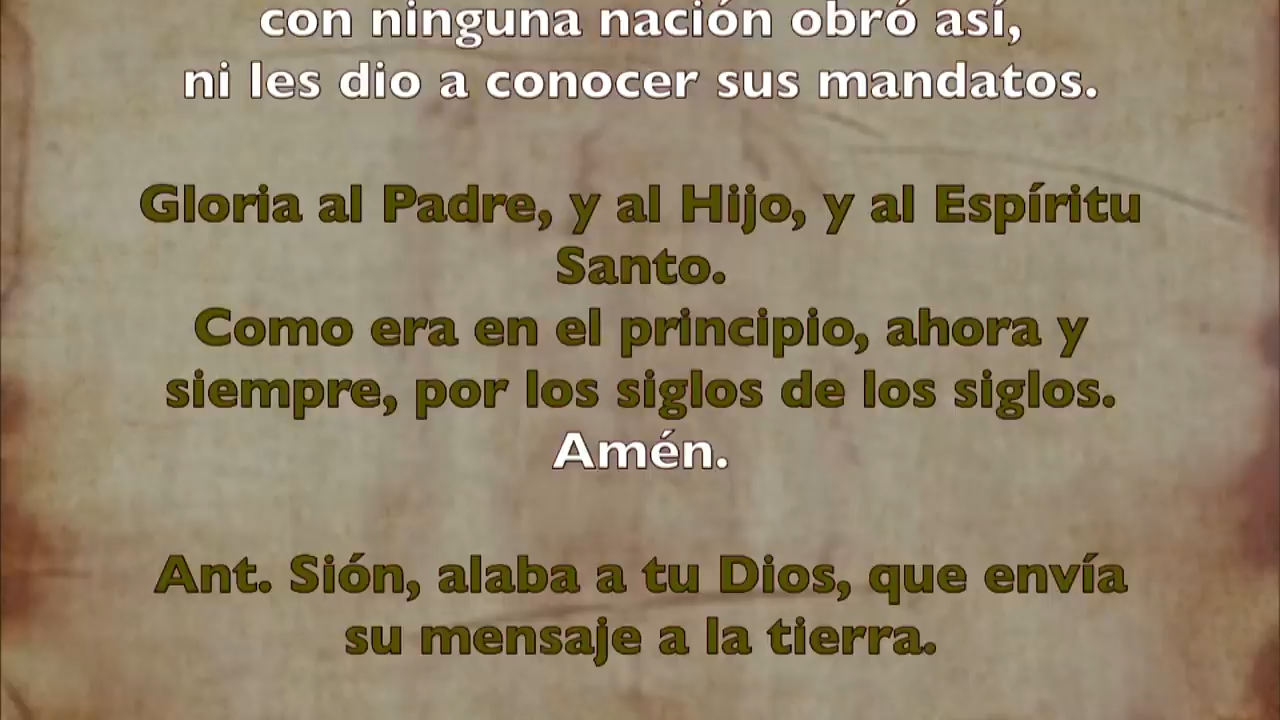 con ninguna nación obró así,
ni les dio a conocer sus mandatos.
Gloria al Padre, y al Hijo, y al Espíritu
Santo.
Como era en el principio, ahora y
siempre, por los siglos de los siglos.
Amén.
Ant. Sión, alaba a tu Dios, que envía
su mensaje a la tierra.